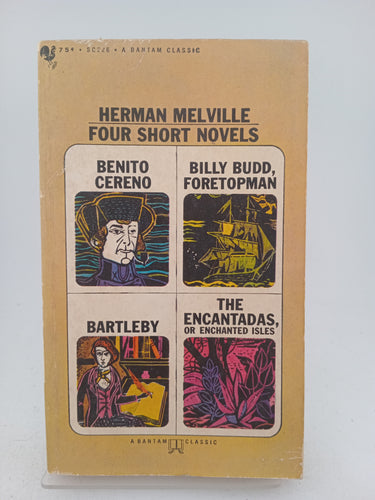 75¢ • SC226 • A BANTAM CLASSIC
HERMAN MELVILLE
FOUR SHORT NOVELS
BENITO
CERENO
BILLY BUDD,
FORETOPMAN
BARTLEBY
THE
ENCANTADAS,
OR ENCHANTED ISLES
A BANTAM CLASSIC